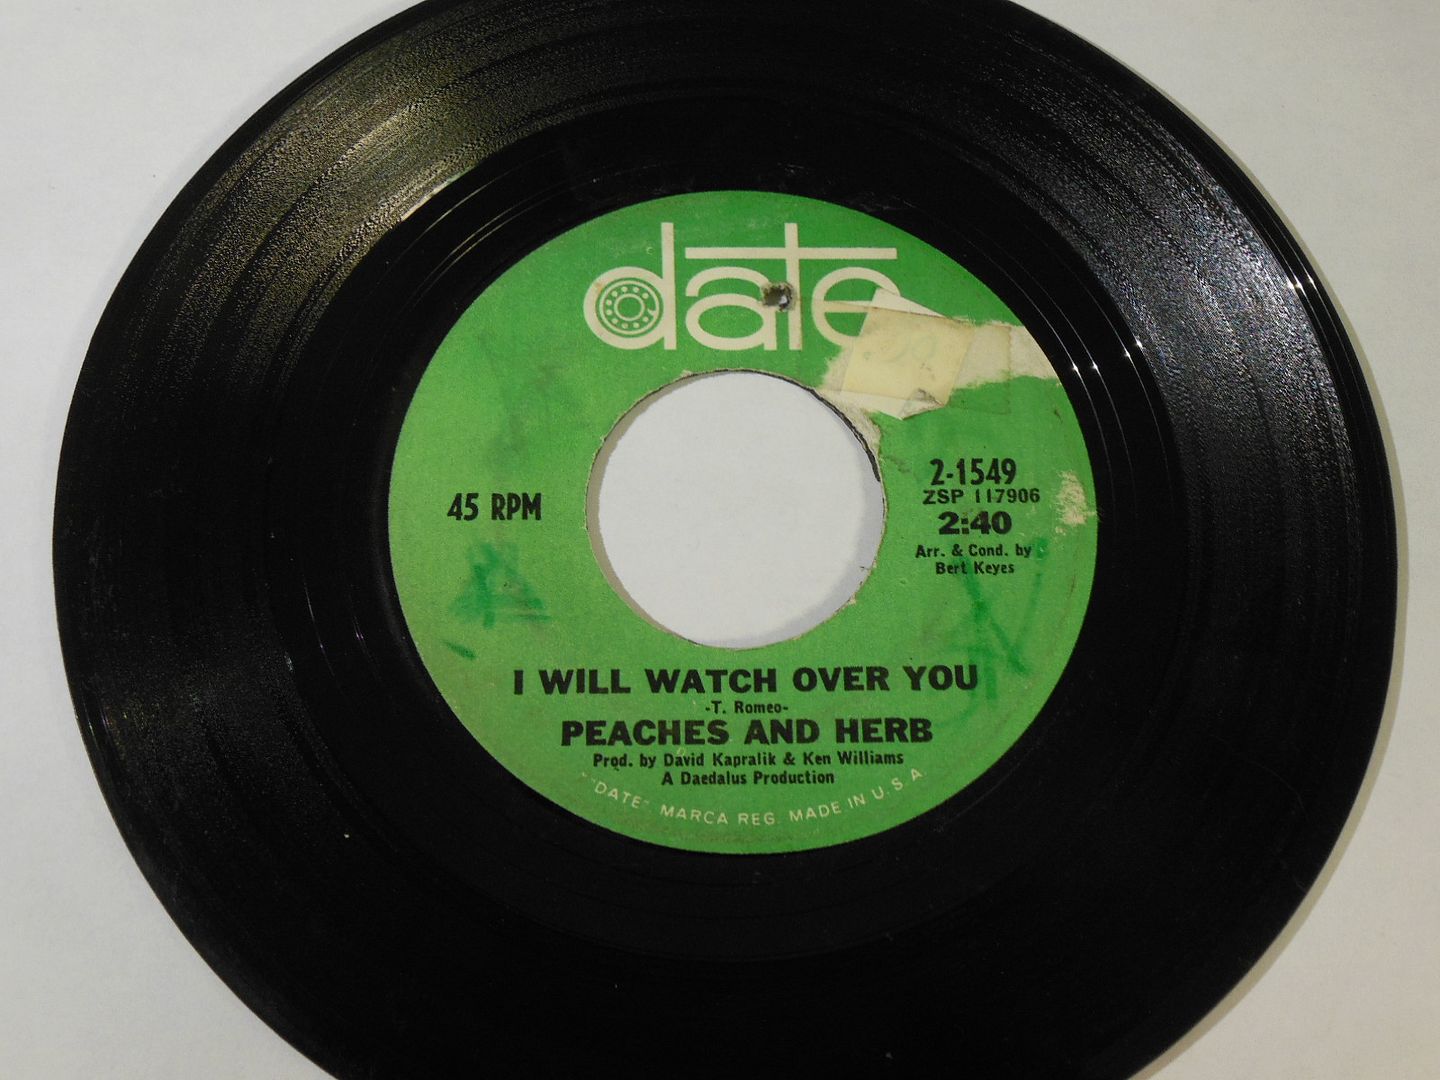 date
45 RPM
2-1549
ZSP 117906
2:40
Arr. & Cond. by
Bert Keyes
I WILL WATCH OVER YOU
-T. Romeo-
PEACHES AND HERB
Prod. by David Kapralik & Ken Williams
A Daedalus Production
"DATE" MARCA REG. MADE IN U.S.A